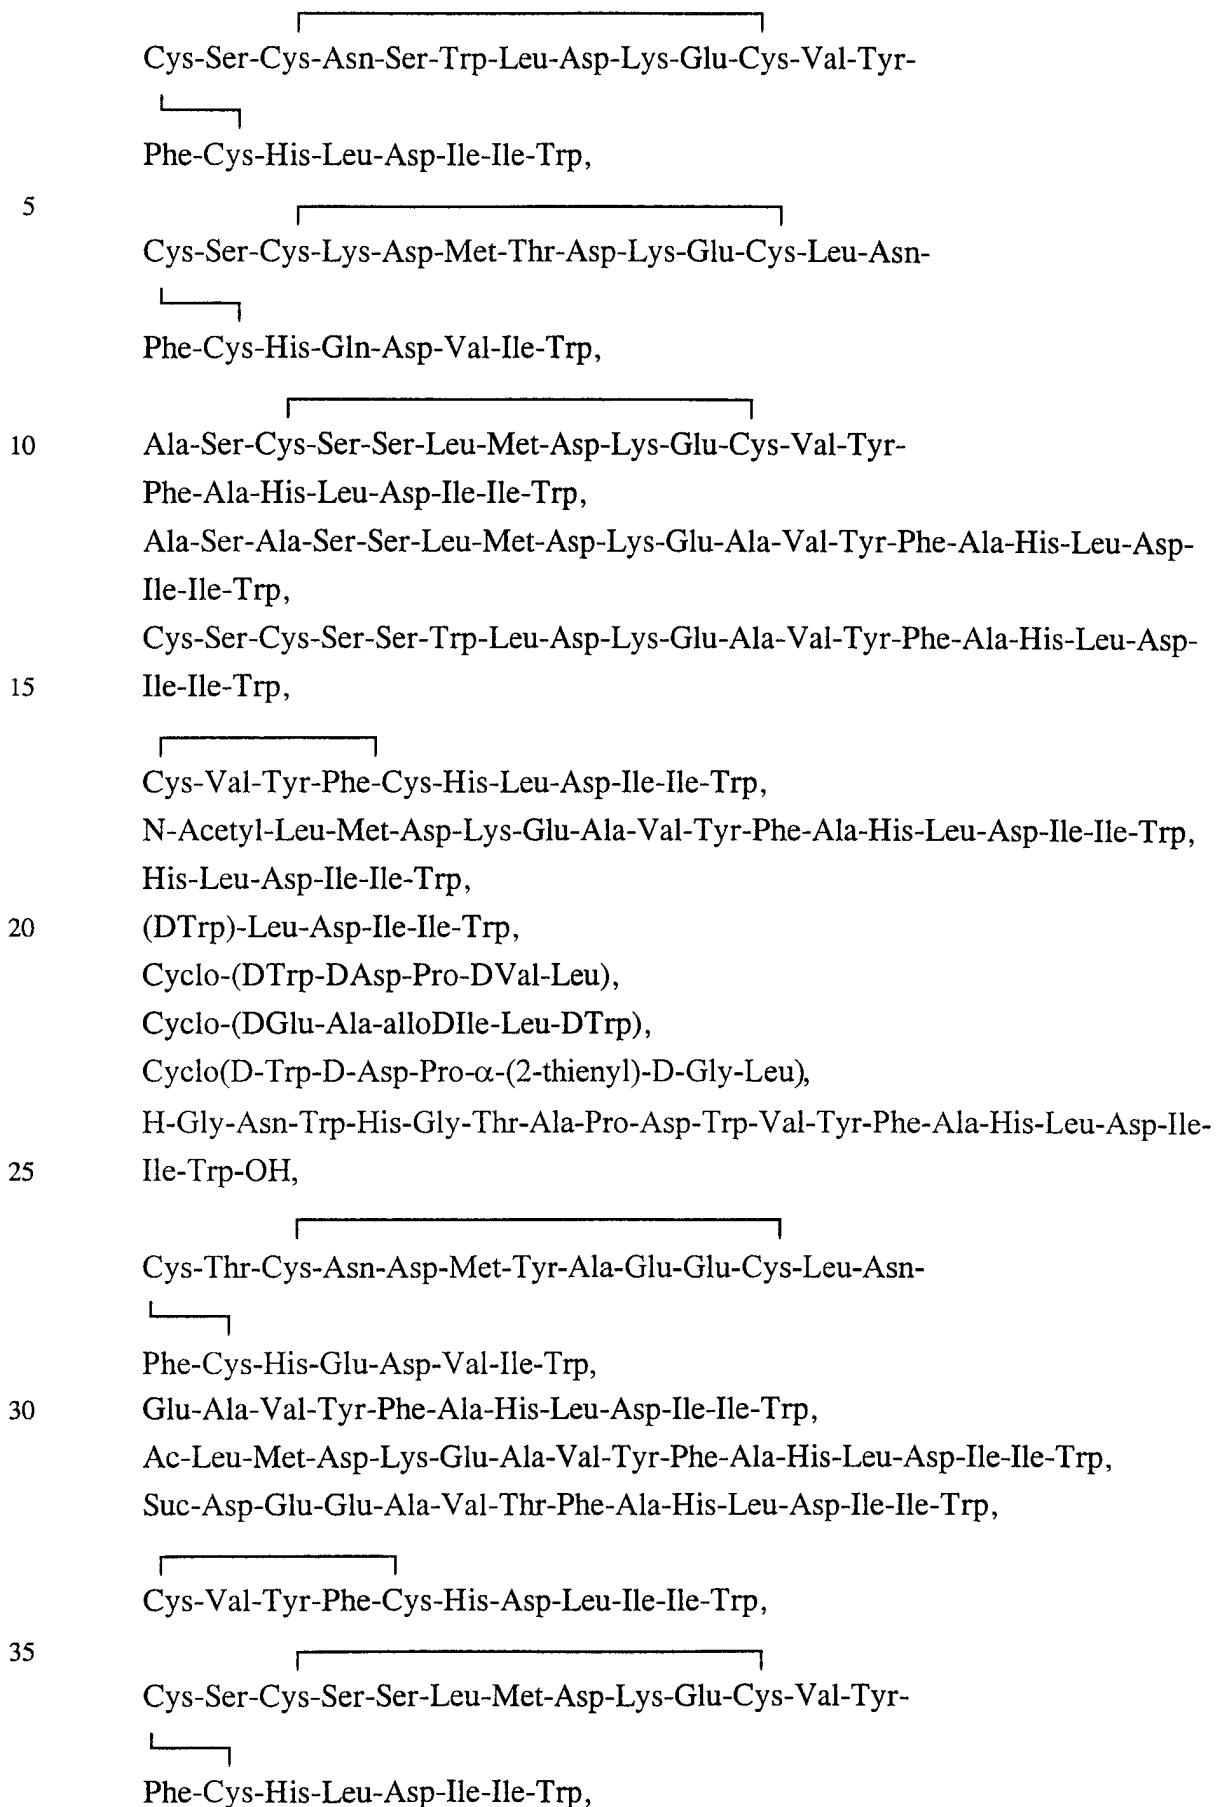 Cys-Ser-Cys-Asn-Ser-Trp-Leu-Asp-Lys-Glu-Cys-Val-Tyr-
Phe-Cys-His-Leu-Asp-Ile-Ile-Trp,
5
Cys-Ser-Cys-Lys-Asp-Met-Thr-Asp-Lys-Glu-Cys-Leu-Asn-
Phe-Cys-His-Gln-Asp-Val-Ile-Trp,
10 Ala-Ser-Cys-Ser-Ser-Leu-Met-Asp-Lys-Glu-Cys-Val-Tyr-
Phe-Ala-His-Leu-Asp-Ile-Ile-Trp,
Ala-Ser-Ala-Ser-Ser-Leu-Met-Asp-Lys-Glu-Ala-Val-Tyr-Phe-Ala-His-Leu-Asp-
Ile-Ile-Trp,
Cys-Ser-Cys-Ser-Ser-Trp-Leu-Asp-Lys-Glu-Ala-Val-Tyr-Phe-Ala-His-Leu-Asp-
15 Ile-Ile-Trp,
Cys-Val-Tyr-Phe-Cys-His-Leu-Asp-Ile-Ile-Trp,
N-Acetyl-Leu-Met-Asp-Lys-Glu-Ala-Val-Tyr-Phe-Ala-His-Leu-Asp-Ile-Ile-Trp,
His-Leu-Asp-Ile-Ile-Trp,
20 (DTrp)-Leu-Asp-Ile-Ile-Trp,
Cyclo-(DTrp-DAsp-Pro-DVal-Leu),
Cyclo-(DGlu-Ala-alloDIle-Leu-DTrp),
Cyclo(D-Trp-D-Asp-Pro-α-(2-thienyl)-D-Gly-Leu),
H-Gly-Asn-Trp-His-Gly-Thr-Ala-Pro-Asp-Trp-Val-Tyr-Phe-Ala-His-Leu-Asp-Ile-
25 Ile-Trp-OH,
Cys-Thr-Cys-Asn-Asp-Met-Tyr-Ala-Glu-Glu-Cys-Leu-Asn-
Phe-Cys-His-Glu-Asp-Val-Ile-Trp,
30 Glu-Ala-Val-Tyr-Phe-Ala-His-Leu-Asp-Ile-Ile-Trp,
Ac-Leu-Met-Asp-Lys-Glu-Ala-Val-Tyr-Phe-Ala-His-Leu-Asp-Ile-Ile-Trp,
Suc-Asp-Glu-Glu-Ala-Val-Thr-Phe-Ala-His-Leu-Asp-Ile-Ile-Trp,
Cys-Val-Tyr-Phe-Cys-His-Asp-Leu-Ile-Ile-Trp,
35
Cys-Ser-Cys-Ser-Ser-Leu-Met-Asp-Lys-Glu-Cys-Val-Tyr-
Phe-Cys-His-Leu-Asp-Ile-Ile-Trp,